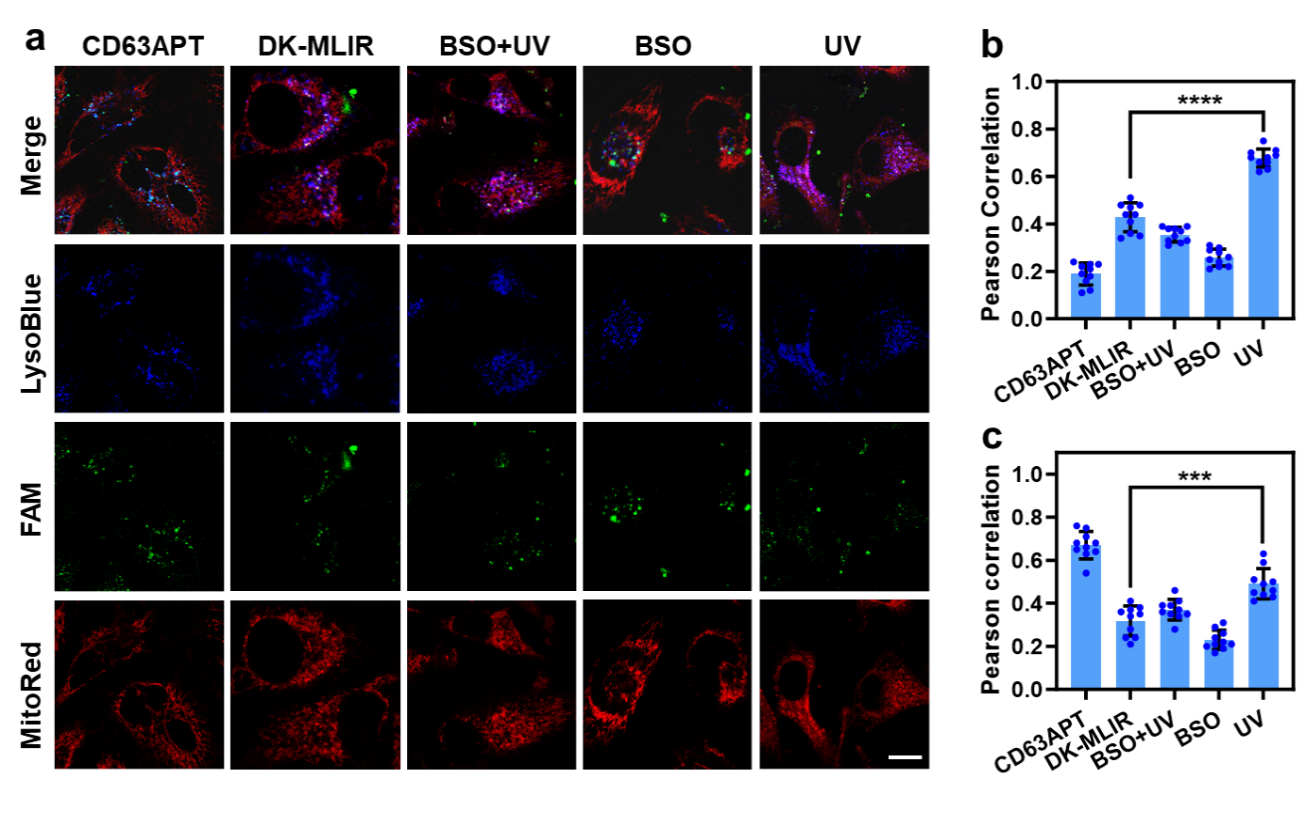 a
CD63APT DK-MLIR BSO+UV BSO UV
Merge
LysoBlue
FAM
MitoRed
b
Pearson Correlation
1.0
0.8
0.6
0.4
0.2
0.0
****
CD63APT DK-MLIR BSO+UV BSO UV
c
Pearson correlation
1.0
0.8
0.6
0.4
0.2
0.0
***
CD63APT DK-MLIR BSO+UV BSO UV